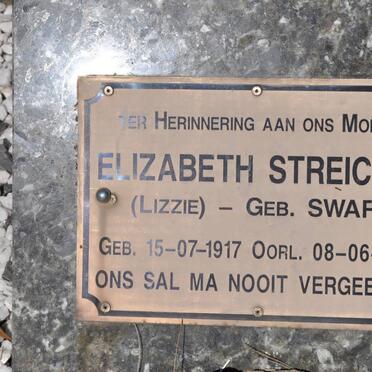 TER HERINNERING AAN ONS MO
ELIZABETH STREIC
(LIZZIE) – GEB. SWAR
GEB. 15-07-1917 OORL. 08-06-
ONS SAL MA NOOIT VERGEE